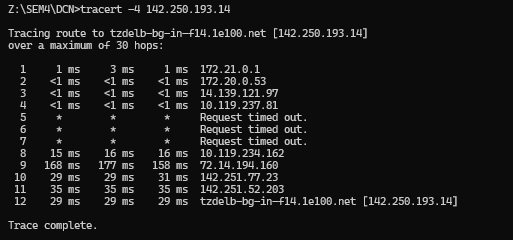 Z:\SEM4\DCN>tracert -4 142.250.193.14
Tracing route to tzdelb-bg-in-f14.1e100.net [142.250.193.14]
over a maximum of 30 hops:
1 1 ms 3 ms 1 ms 172.21.0.1
2 <1 ms <1 ms <1 ms 172.20.0.53
3 <1 ms <1 ms <1 ms 14.139.121.97
4 <1 ms <1 ms <1 ms 10.119.237.81
5 * * * Request timed out.
6 * * * Request timed out.
7 * * * Request timed out.
8 15 ms 16 ms 16 ms 10.119.234.162
9 168 ms 177 ms 158 ms 72.14.194.160
10 29 ms 29 ms 31 ms 142.251.77.23
11 35 ms 35 ms 35 ms 142.251.52.203
12 29 ms 29 ms 29 ms tzdelb-bg-in-f14.1e100.net [142.250.193.14]
Trace complete.